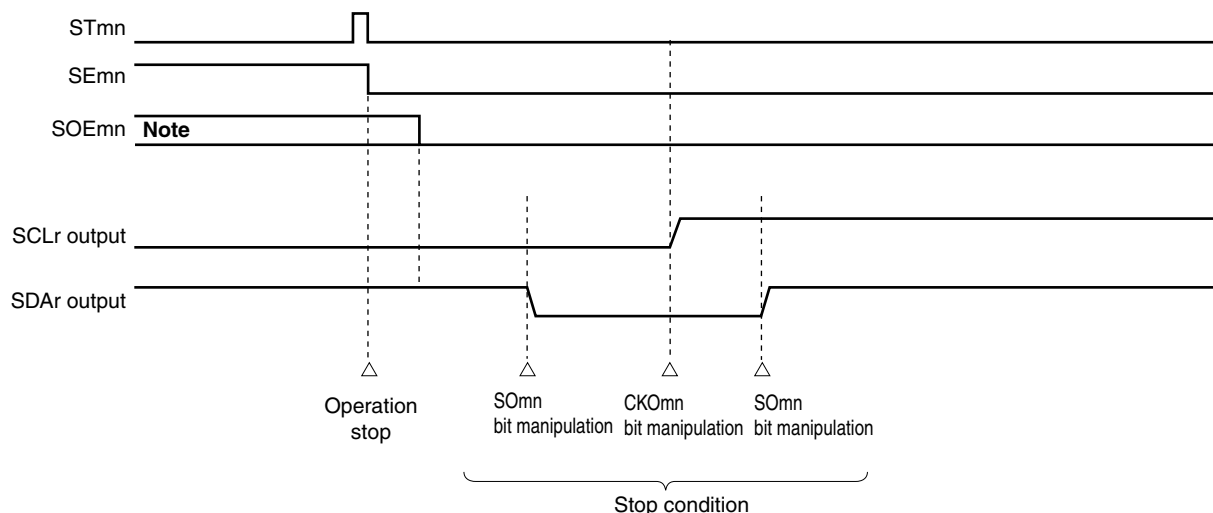 STmn
SEmn
SOEmn Note
SCLr output
SDAr output
Operation
stop
SOmn
bit manipulation
CKOmn
bit manipulation
SOmn
bit manipulation
Stop condition